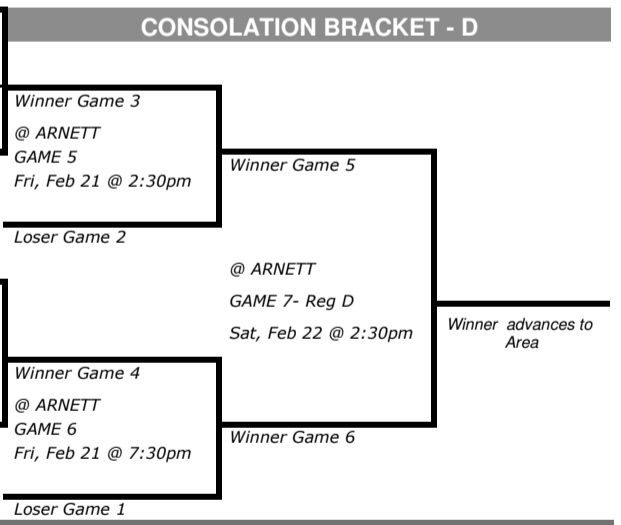 CONSOLATION BRACKET - D
Winner Game 3
@ ARNETT
GAME 5
Fri, Feb 21 @ 2:30pm
Loser Game 2
Winner Game 5
@ ARNETT
GAME 7- Reg D
Sat, Feb 22 @ 2:30pm
Winner advances to
Area
Winner Game 4
@ ARNETT
GAME 6
Fri, Feb 21 @ 7:30pm
Winner Game 6
Loser Game 1